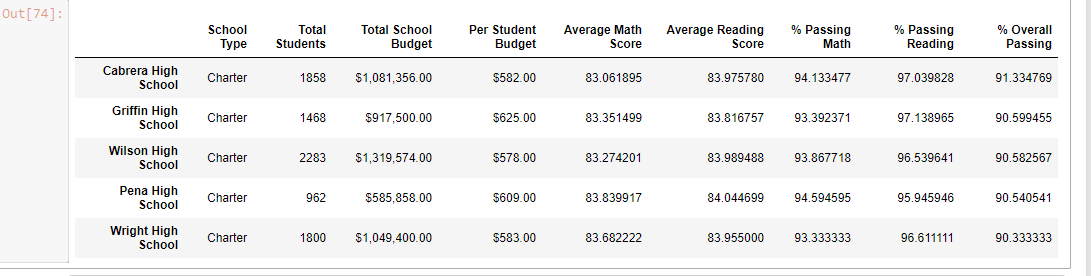 Out[74]:
School Type Total Students Total School Budget Per Student Budget Average Math Score Average Reading Score % Passing Math % Passing Reading % Overall Passing
Cabrera High School Charter 1858 $1,081,356.00 $582.00 83.061895 83.975780 94.133477 97.039828 91.334769
Griffin High School Charter 1468 $917,500.00 $625.00 83.351499 83.816757 93.392371 97.138965 90.599455
Wilson High School Charter 2283 $1,319,574.00 $578.00 83.274201 83.989488 93.867718 96.539641 90.582567
Pena High School Charter 962 $585,858.00 $609.00 83.839917 84.044699 94.594595 95.945946 90.540541
Wright High School Charter 1800 $1,049,400.00 $583.00 83.682222 83.955000 93.333333 96.611111 90.333333